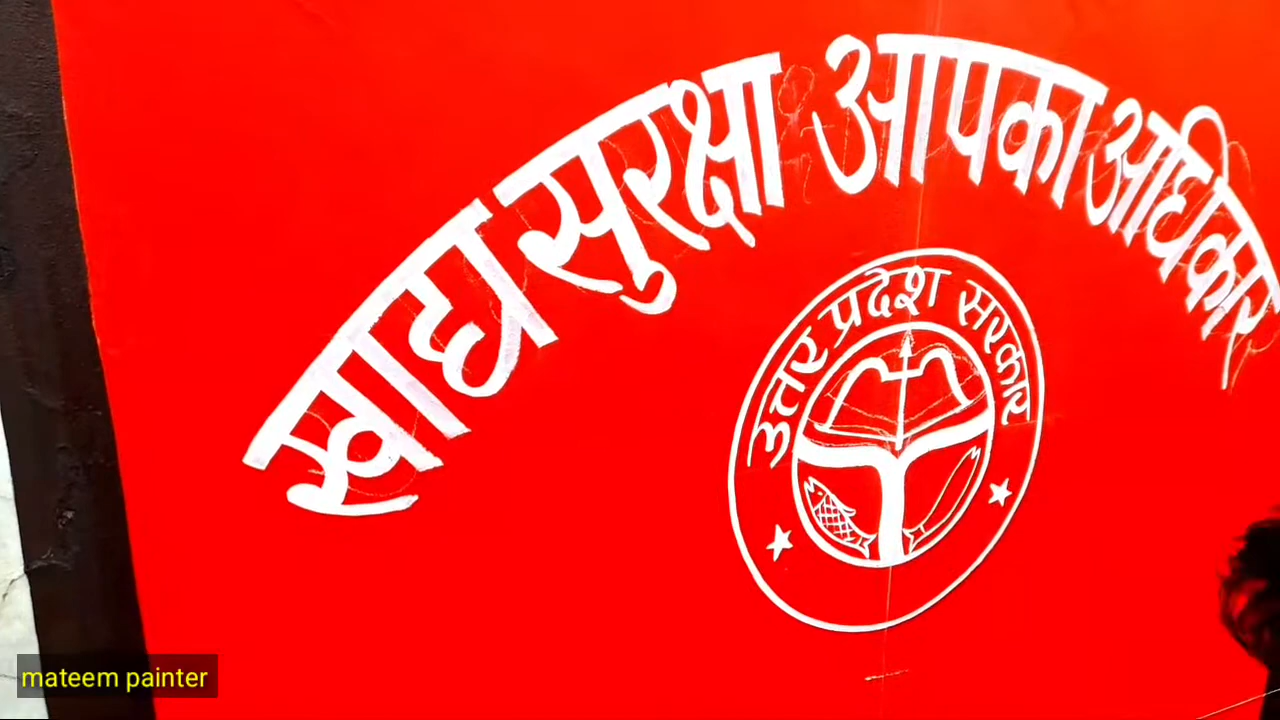 खाद्य सुरक्षा आपका अधिकार
उत्तर प्रदेश सरकार
mateem painter